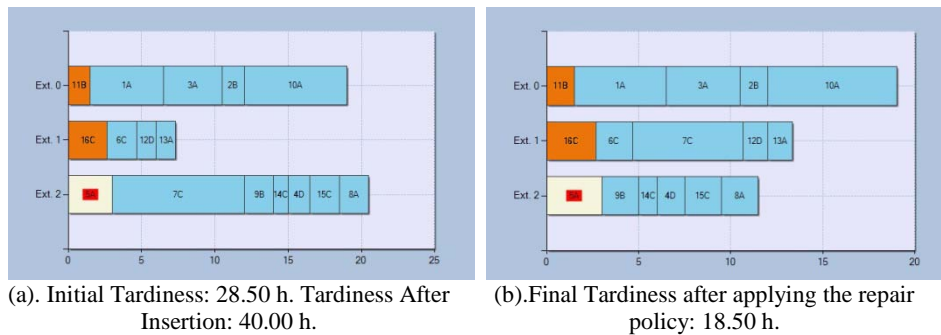 Ext. 0 11B 1A 3A 2B 10A
Ext. 1 16C 6C 12D 13A
Ext. 2 5A 7C 9B 14C 4D 15C 8A
0 5 10 15 20 25
Ext. 0 11B 1A 3A 2B 10A
Ext. 1 16C 6C 7C 12D 13A
Ext. 2 5A 9B 14C 4D 15C 8A
0 5 10 15 20
(a). Initial Tardiness: 28.50 h. Tardiness After
Insertion: 40.00 h.
(b).Final Tardiness after applying the repair
policy: 18.50 h.